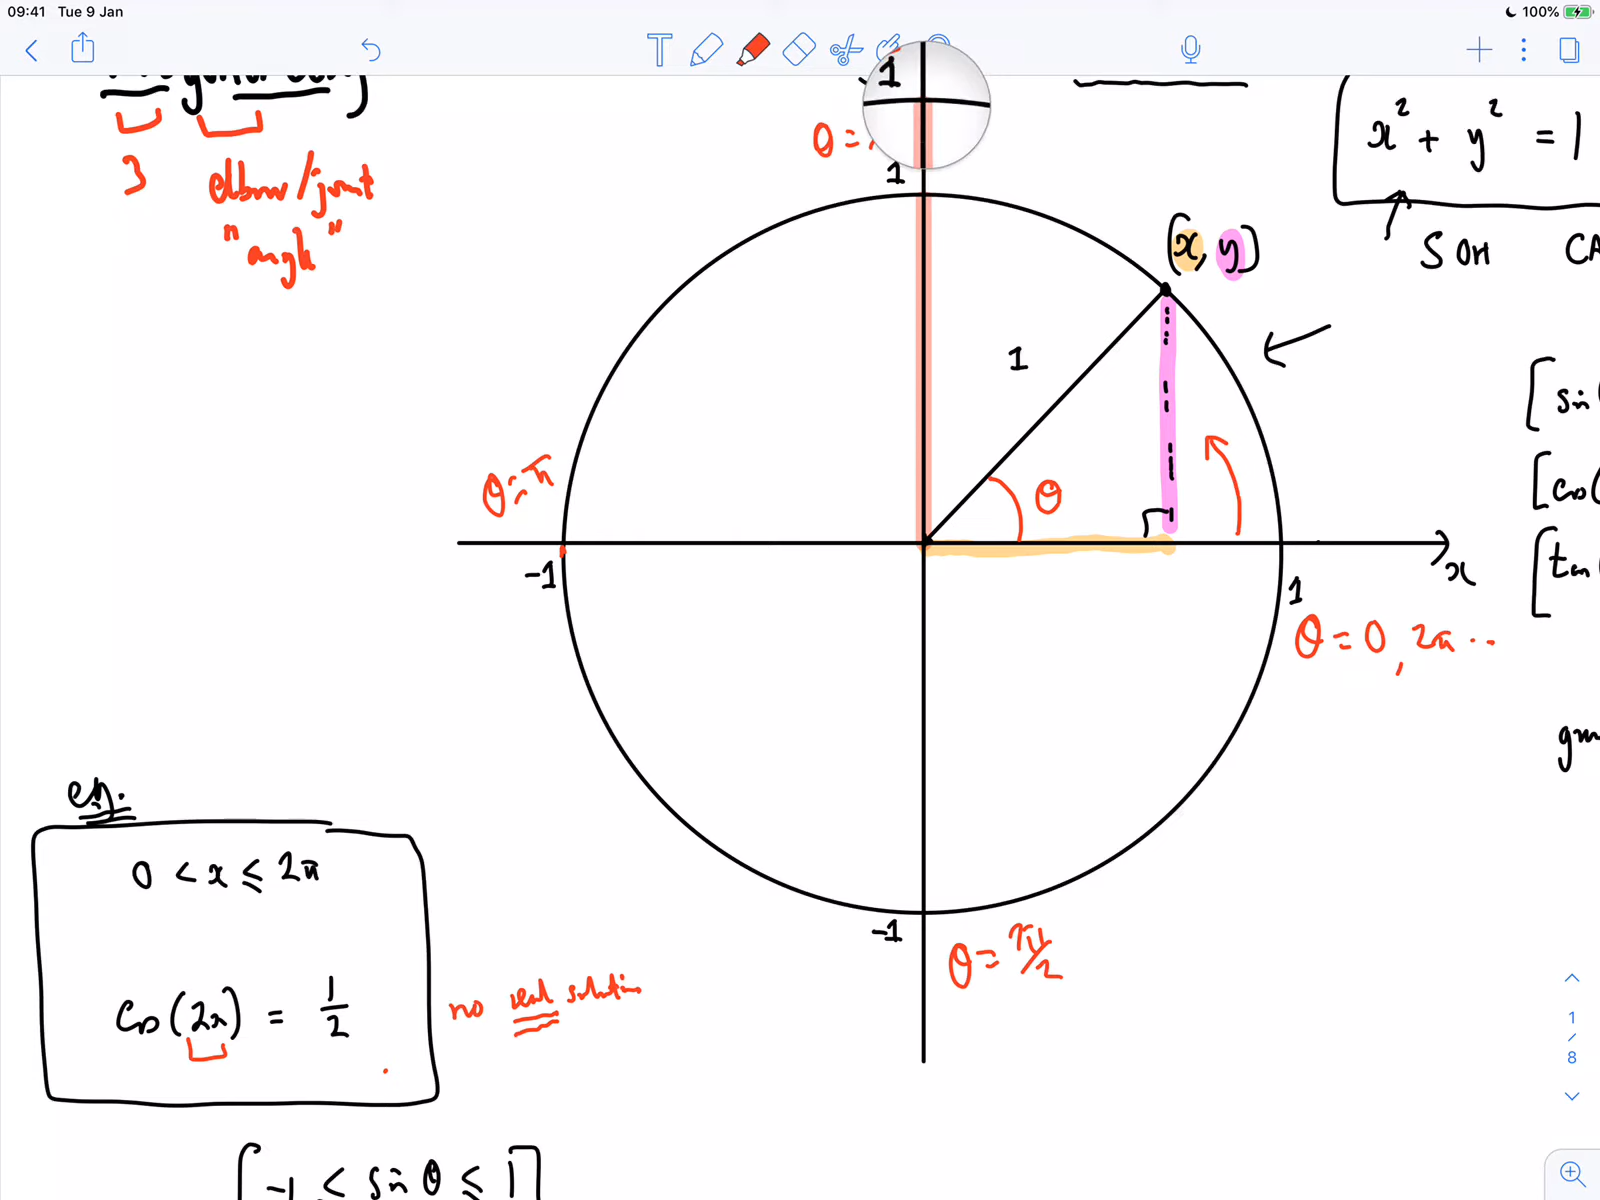 09:41 Tue 9 Jan
100%
T
1
θ =
1
3
elbow/joint
"angle"
x² + y² = 1
SOH CA
(x, y)
1
θ
θ = π
-1
x
1
θ = 0, 2π ..
[sin(
[cos(
[tan
-1
θ = π/2
eg.
0 < x ≤ 2π
cos(2x) = 1/2
no real solution
-1 ≤ sin θ ≤ 1
1
/
8